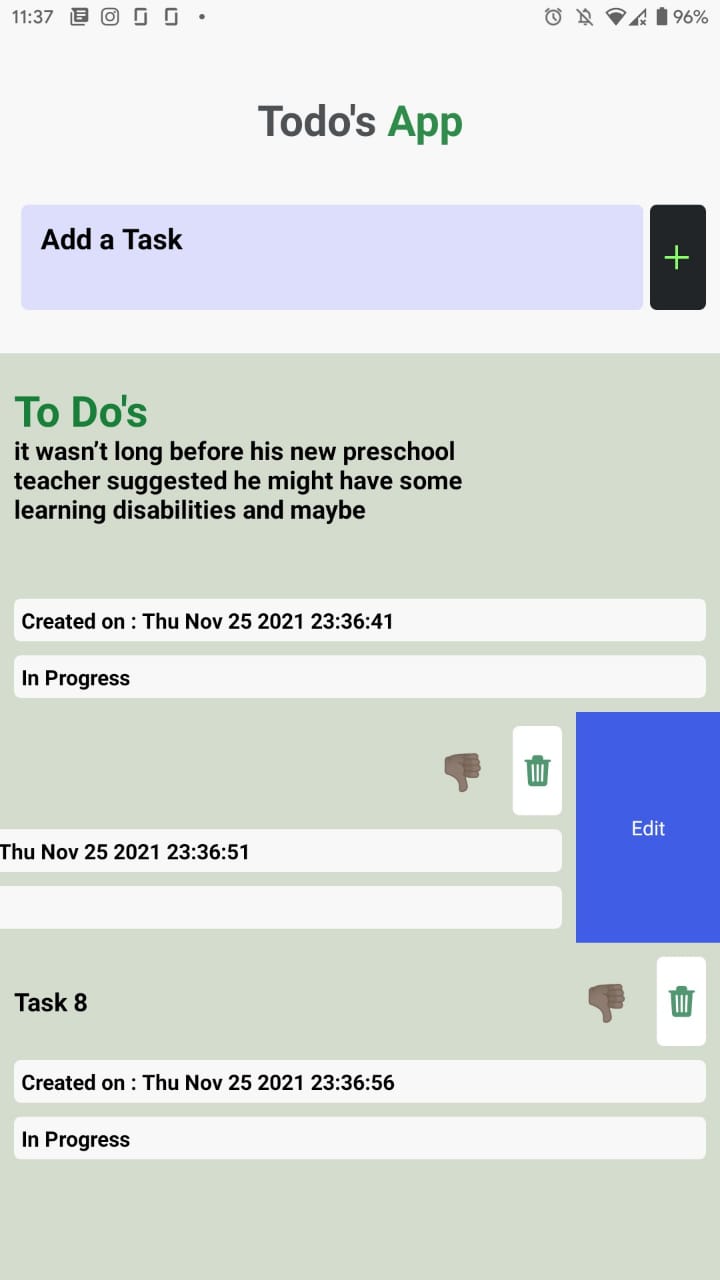 11:37
96%
Todo's App
Add a Task
+
To Do's
it wasn’t long before his new preschool
teacher suggested he might have some
learning disabilities and maybe
Created on : Thu Nov 25 2021 23:36:41
In Progress
Edit
Thu Nov 25 2021 23:36:51
Task 8
Created on : Thu Nov 25 2021 23:36:56
In Progress